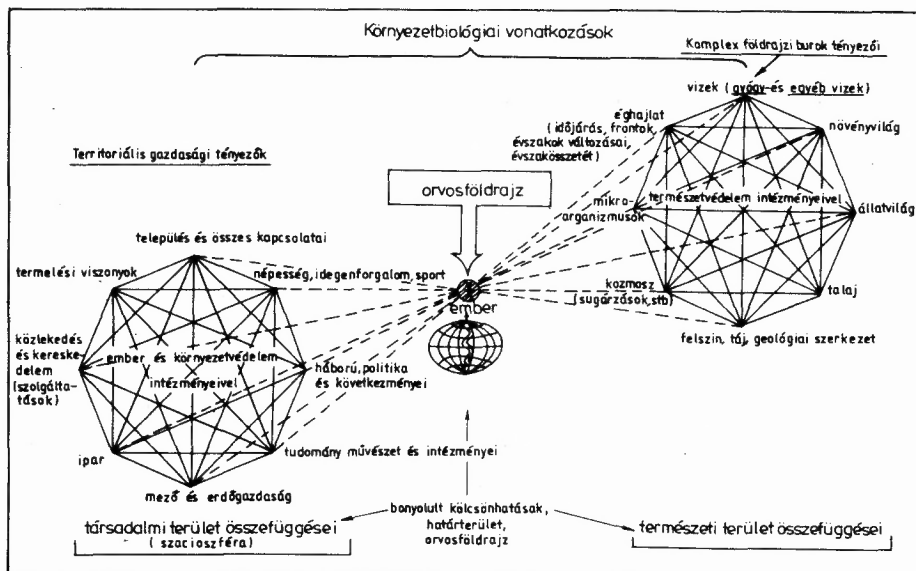 Környezetbiológiai vonatkozások
Komplex földrajzi burok tényezői
vizek (gyógy-és egyéb vizek)
éghajlat
(időjárás, frontok,
évszakok változásai,
évszakösszetét)
növényvilág
Territoriális gazdasági tényezők
orvosföldrajz
mikro-
organizmusok
természetvédelem intézményeivel
állatvilág
település és összes kapcsolatai
termelési viszonyok
népesség, idegenforgalom, sport
ember
kozmosz
(sugárzások, stb)
talaj
felszín, táj, geológiai szerkezet
közlekedés
és keres-
delem
(szolgálta-
tások)
ember és környezetvédelem
intézményeivel
háború, politika
és következményei
ipar
tudomány művészet és intézményei
mező és erdőgazdaság
társadalmi terület összefüggései
(szocioszféra)
bonyolult kölcsönhatások,
határterület,
orvosföldrajz
természeti terület összefüggései